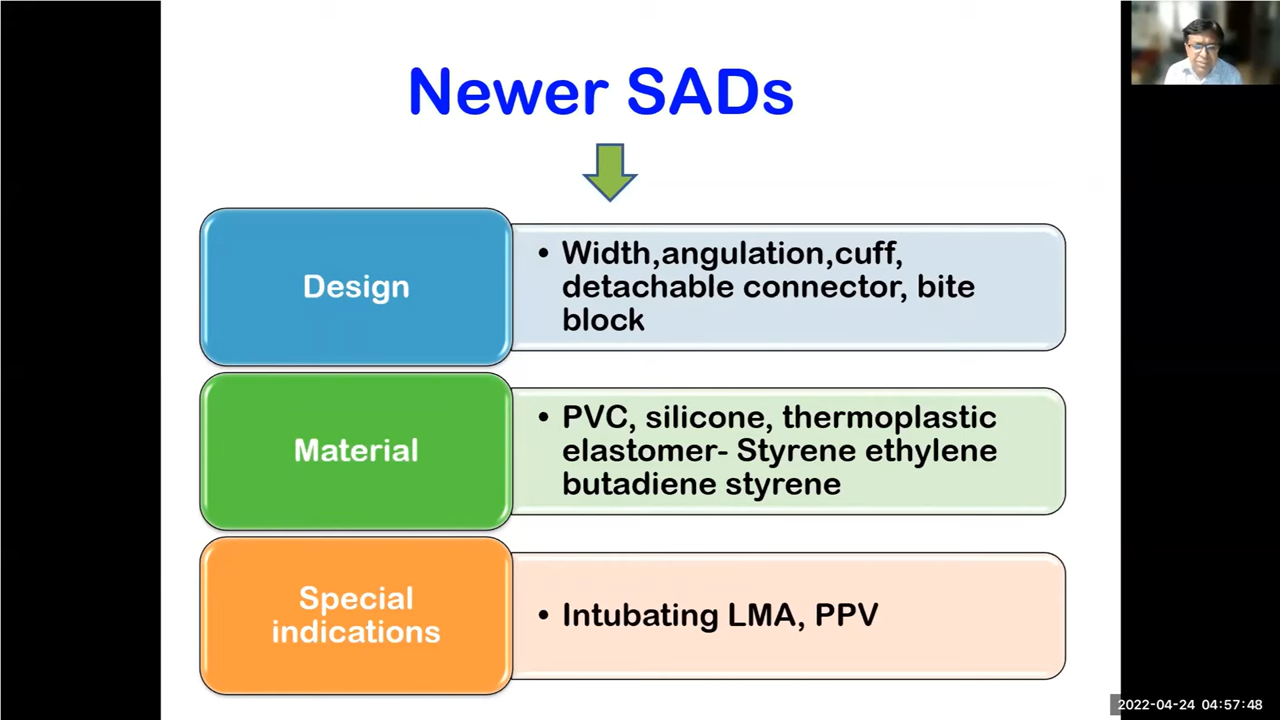 Newer SADs
Design
• Width,angulation,cuff,
detachable connector, bite
block
Material
• PVC, silicone, thermoplastic
elastomer- Styrene ethylene
butadiene styrene
Special
indications
• Intubating LMA, PPV
2022-04-24 04:57:48